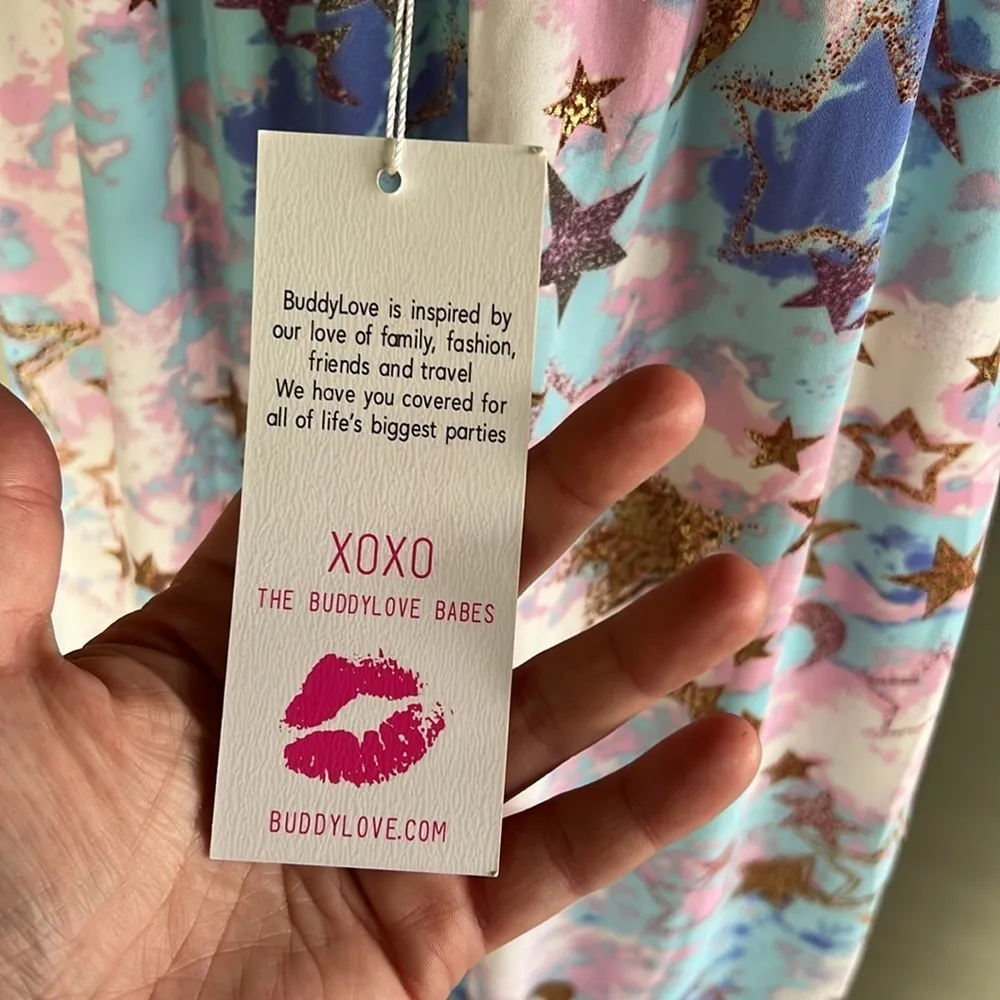 BuddyLove is inspired by
our love of family, fashion,
friends and travel
We have you covered for
all of life's biggest parties
XOXO
THE BUDDYLOVE BABES
BUDDYLOVE.COM